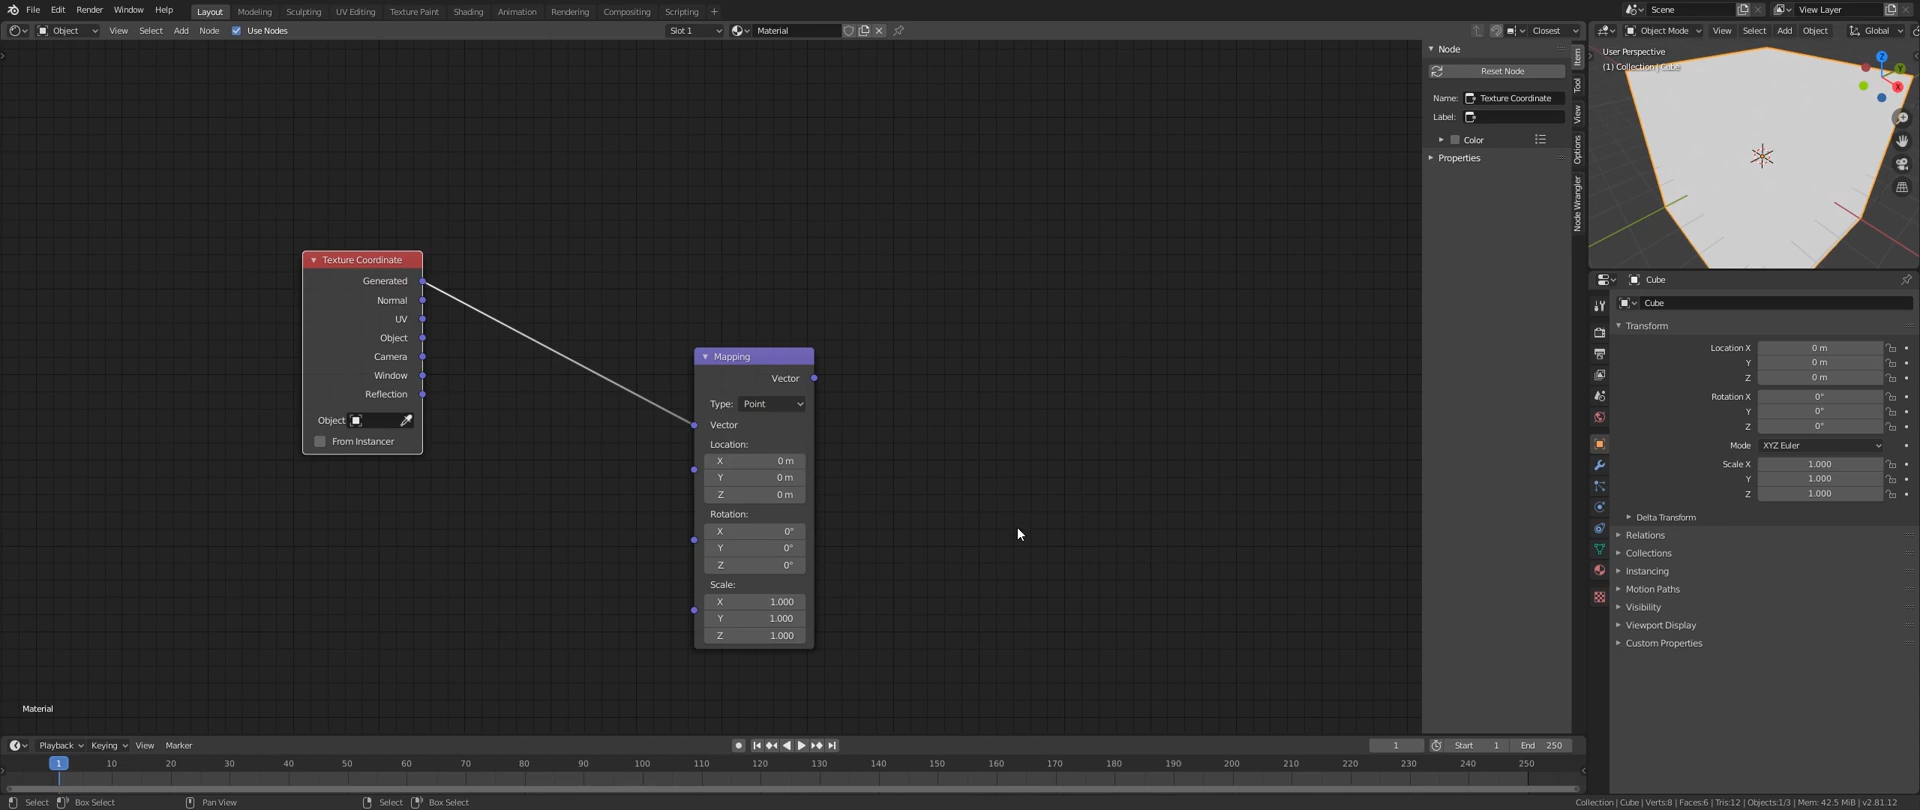 File Edit Render Window Help Layout Modeling Sculpting UV Editing Texture Paint Shading Animation Rendering Compositing Scripting + Scene View Layer
Object View Select Add Node Use Nodes Slot 1 Material Closest Object Mode View Select Add Object Global
Node
Reset Node
Name: Texture Coordinate
Label:
Color
Properties
Item
Tool
View
Options
Node Wrangler
User Perspective
(1) Collection | Cube
Z
Y
X
Texture Coordinate
Generated
Normal
UV
Object
Camera
Window
Reflection
Object
From Instancer
Mapping
Vector
Type: Point
Vector
Location:
X 0 m
Y 0 m
Z 0 m
Rotation:
X 0°
Y 0°
Z 0°
Scale:
X 1.000
Y 1.000
Z 1.000
Material
Cube
Cube
Transform
Location X 0 m
Y 0 m
Z 0 m
Rotation X 0°
Y 0°
Z 0°
Mode XYZ Euler
Scale X 1.000
Y 1.000
Z 1.000
Delta Transform
Relations
Collections
Instancing
Motion Paths
Visibility
Viewport Display
Custom Properties
Playback Keying View Marker 1 Start 1 End 250
1 10 20 30 40 50 60 70 80 90 100 110 120 130 140 150 160 170 180 190 200 210 220 230 240 250
Select Box Select Pan View Select Box Select Collection | Cube | Verts:8 | Faces:6 | Tris:12 | Objects:1/3 | Mem: 42.5 MiB | v2.81.12